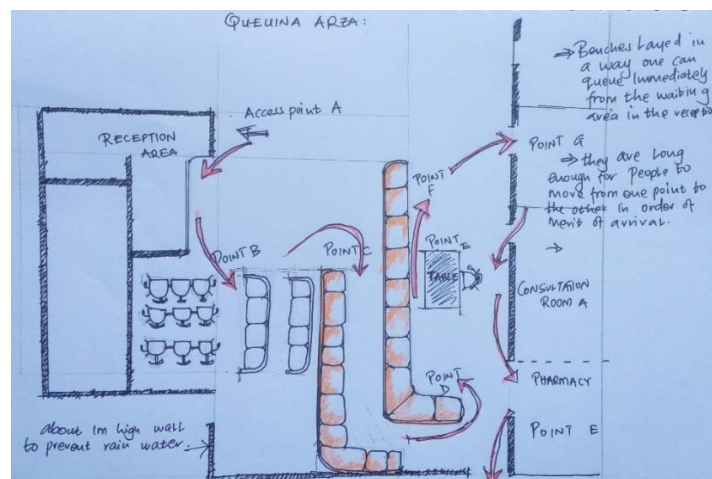 QUEUINA AREA:
→ Benches layed in
a way one can
queue immediately
from the waiting
area in the receptio
Access point A
RECEPTION
AREA
POINT G
→ they are long
enough for people to
move from one point to
the other in order of
merit of arrival.
POINT
F
POINT B
POINT C
POINT E
TABLE
CONSULTATION
ROOM A
POINT
D
PHARMACY
POINT E
about 1m high wall
to prevent rain water.